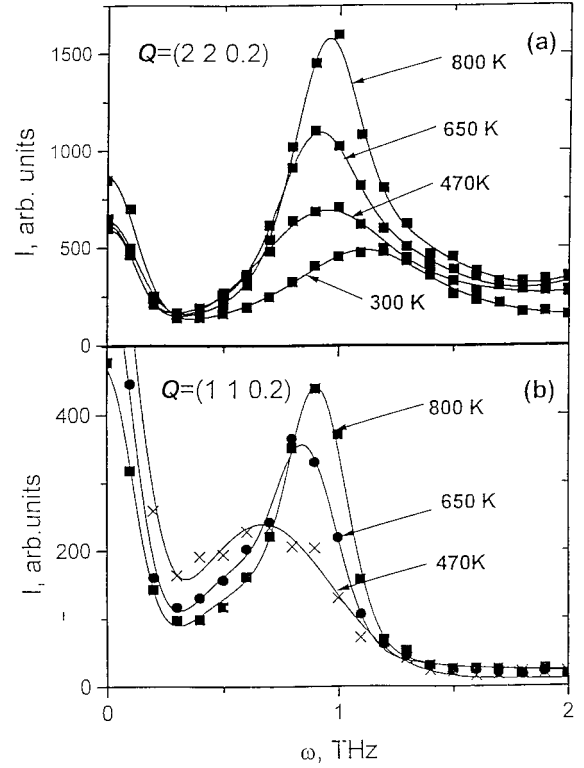 (a)
Q=(2 2 0.2)
800 K
650 K
470K
300 K
1500
1000
500
0
I, arb. units
(b)
Q=(1 1 0.2)
800 K
650 K
470K
400
200
0
I, arb.units
0
1
2
ω, THz